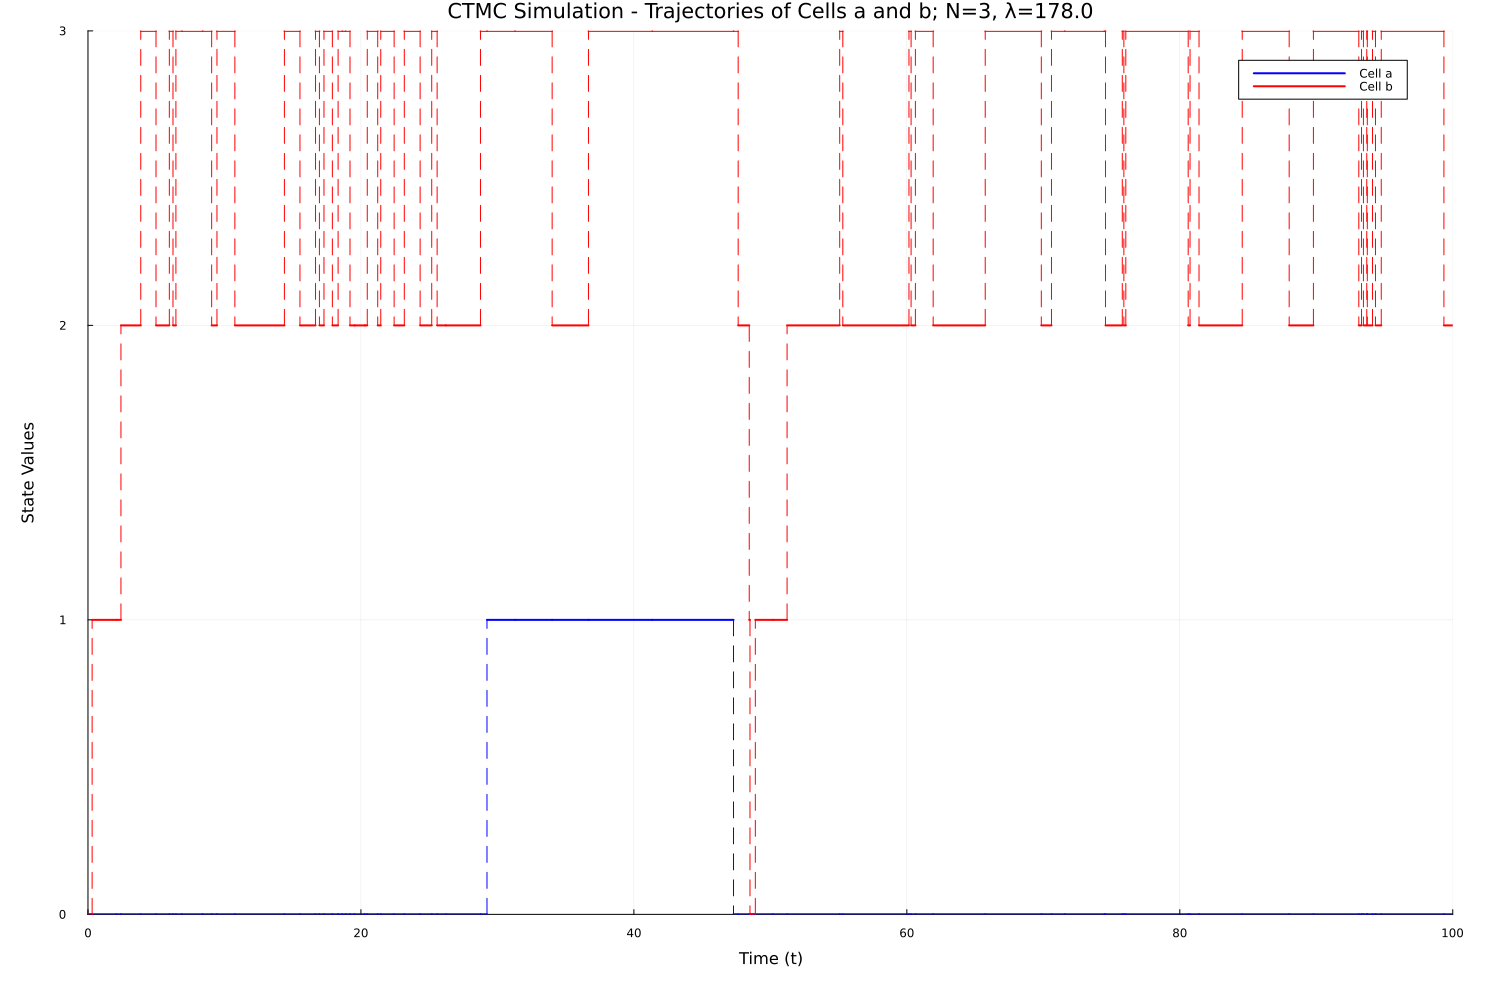 CTMC Simulation - Trajectories of Cells a and b; N=3, λ=178.0
3
Cell a
Cell b
2
State Values
1
0
0 20 40 60 80 100
Time (t)